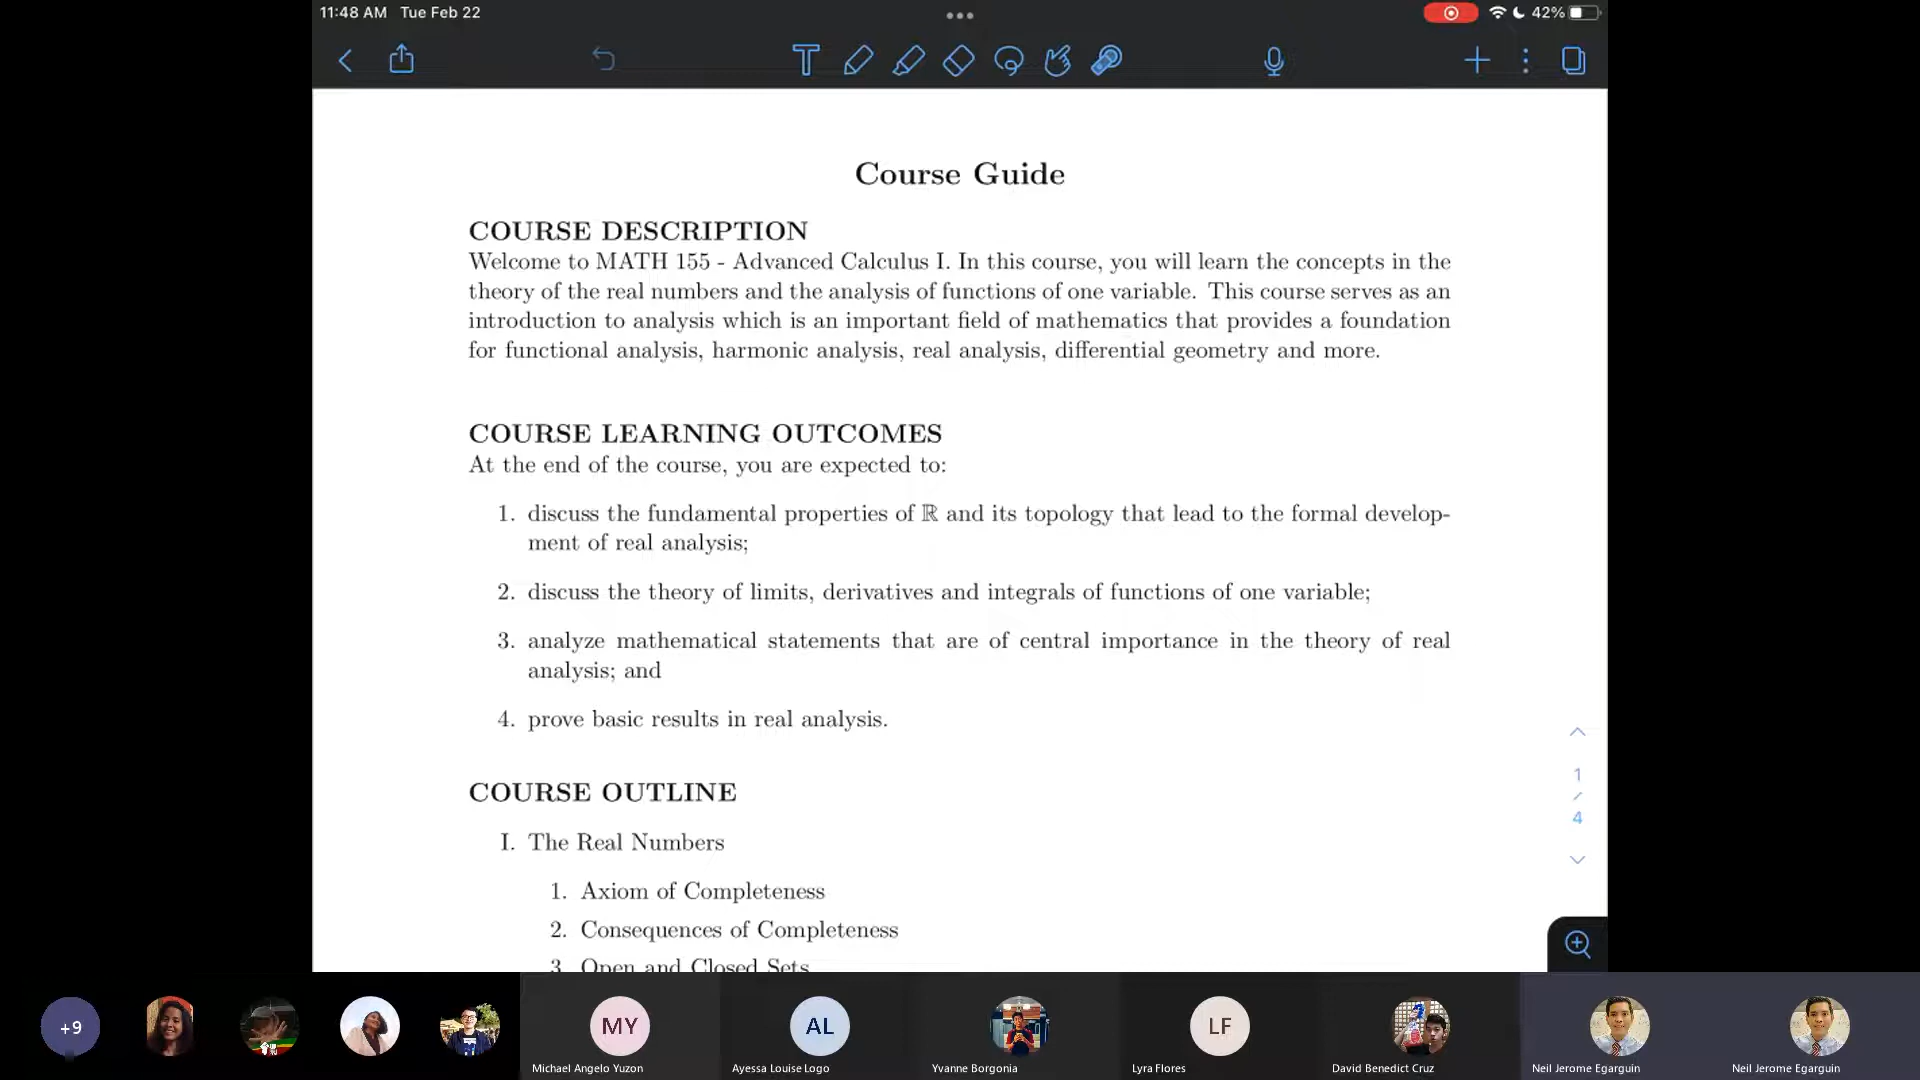 11:48 AM Tue Feb 22
42%
Course Guide
COURSE DESCRIPTION
Welcome to MATH 155 - Advanced Calculus I. In this course, you will learn the concepts in the
theory of the real numbers and the analysis of functions of one variable. This course serves as an
introduction to analysis which is an important field of mathematics that provides a foundation
for functional analysis, harmonic analysis, real analysis, differential geometry and more.
COURSE LEARNING OUTCOMES
At the end of the course, you are expected to:
1. discuss the fundamental properties of ℝ and its topology that lead to the formal develop-
ment of real analysis;
2. discuss the theory of limits, derivatives and integrals of functions of one variable;
3. analyze mathematical statements that are of central importance in the theory of real
analysis; and
4. prove basic results in real analysis.
COURSE OUTLINE
I. The Real Numbers
1. Axiom of Completeness
2. Consequences of Completeness
3. Open and Closed Sets
1
/
4
+9
MY
AL
LF
Michael Angelo Yuzon
Ayessa Louise Logo
Yvanne Borgonia
Lyra Flores
David Benedict Cruz
Neil Jerome Egarguin
Neil Jerome Egarguin